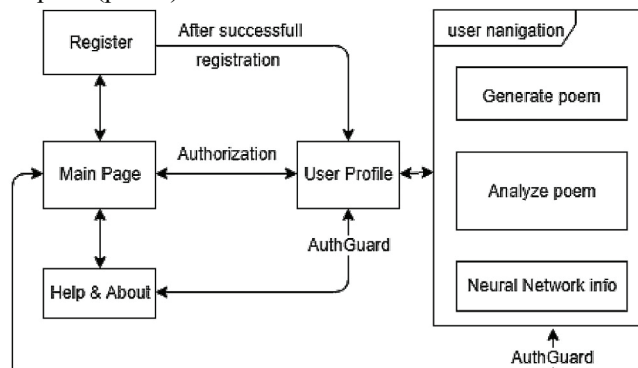 Register
After successfull
registration
user nanigation
Generate poem
Main Page
Authorization
User Profile
Analyze poem
AuthGuard
Help & About
Neural Network info
AuthGuard